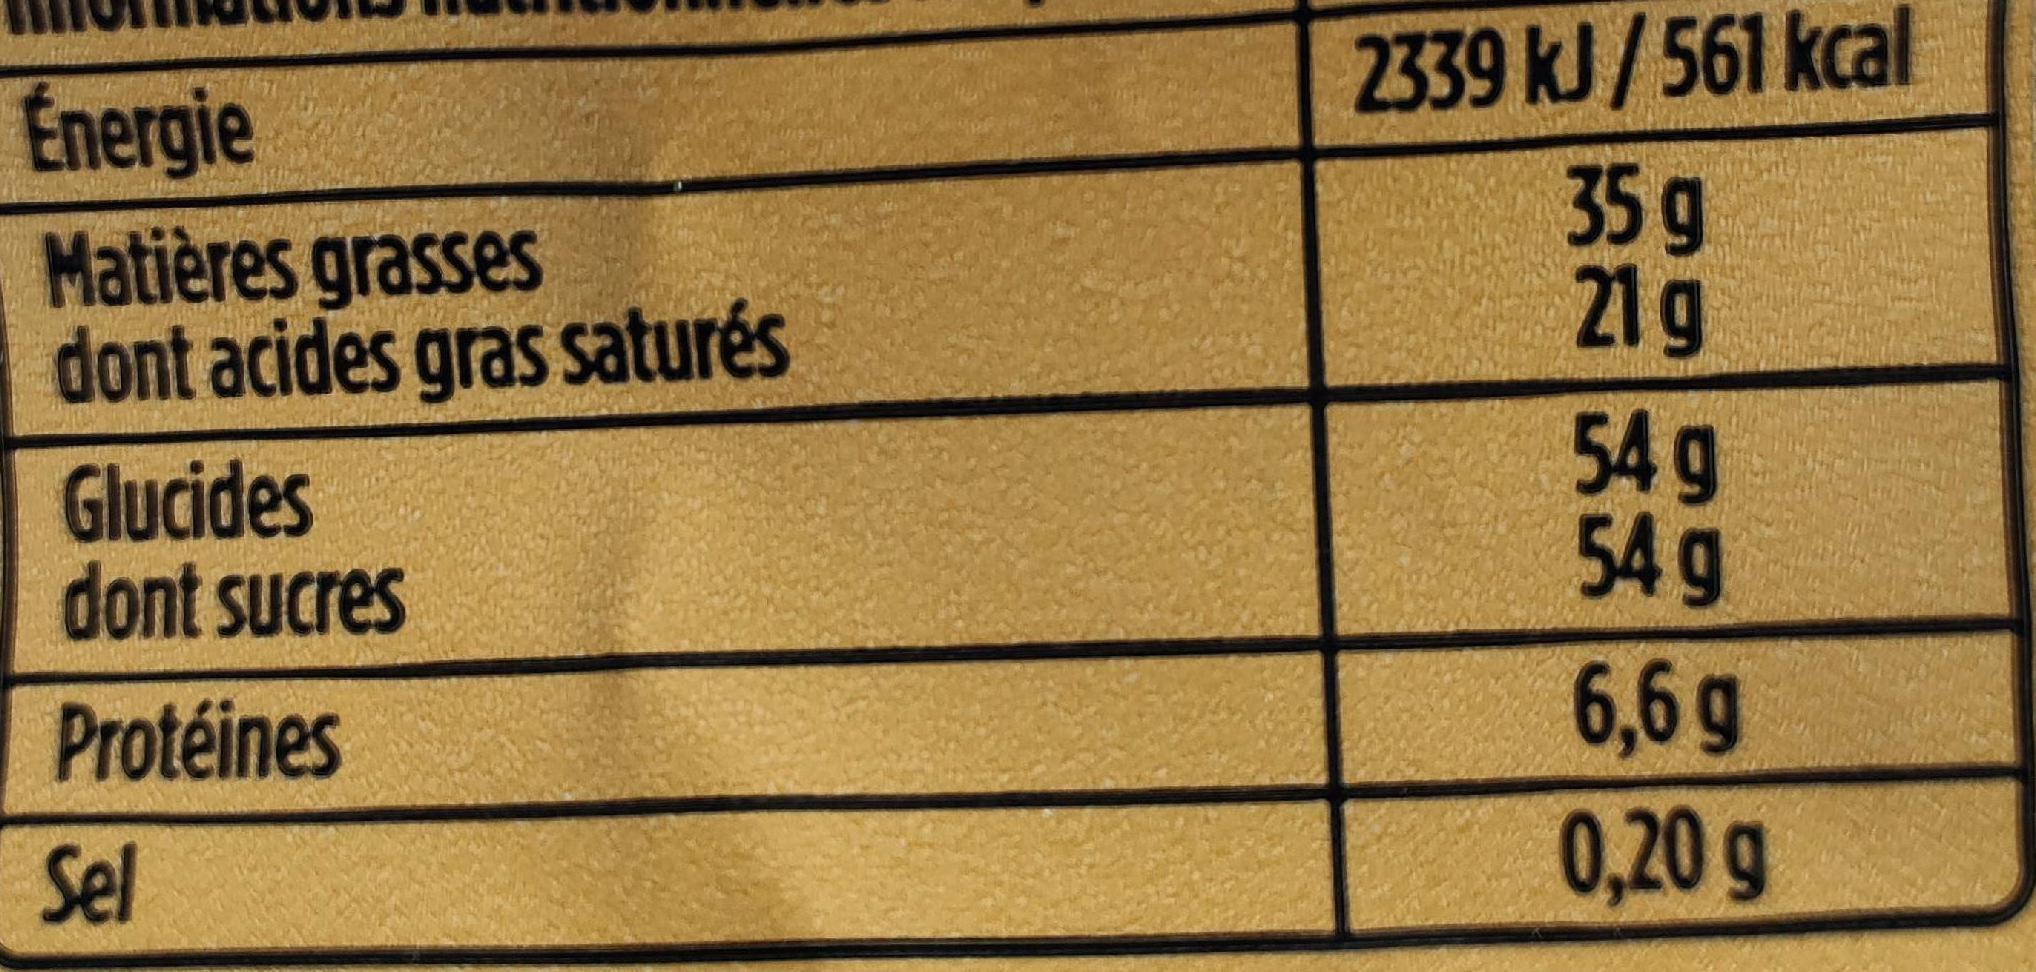 Énergie 2339 kJ / 561 kcal
Matières grasses 35 g
dont acides gras saturés 21 g
Glucides 54 g
dont sucres 54 g
Protéines 6,6 g
Sel 0,20 g